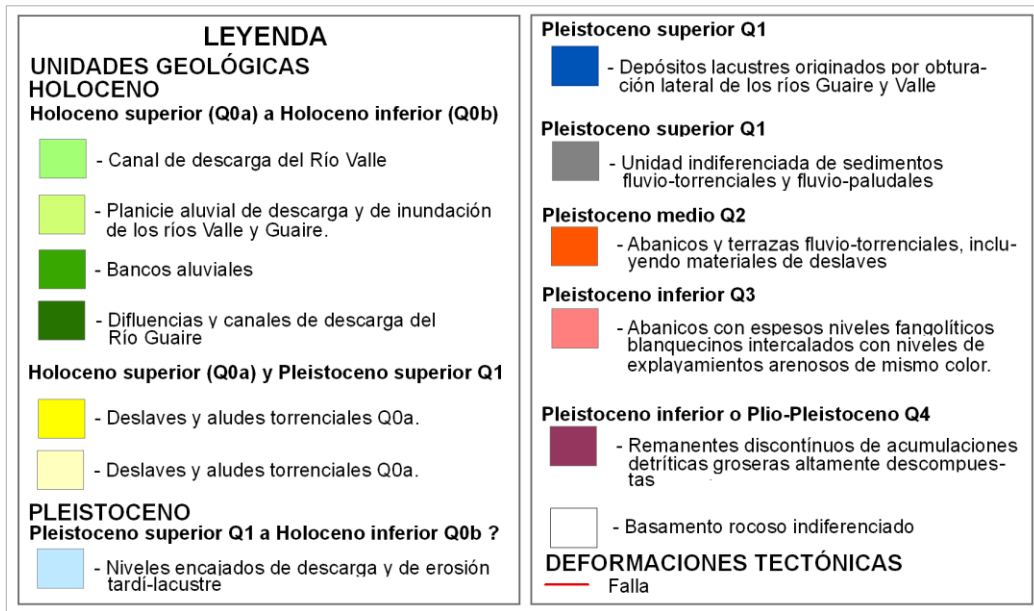 LEYENDA
UNIDADES GEOLÓGICAS
HOLOCENO
Holoceno superior (Q0a) a Holoceno inferior (Q0b)
- Canal de descarga del Río Valle
- Planicie aluvial de descarga y de inundación
de los ríos Valle y Guaire.
- Bancos aluviales
- Difluencias y canales de descarga del
Río Guaire
Holoceno superior (Q0a) y Pleistoceno superior Q1
- Deslaves y aludes torrenciales Q0a.
- Deslaves y aludes torrenciales Q0a.
PLEISTOCENO
Pleistoceno superior Q1 a Holoceno inferior Q0b ?
- Niveles encajados de descarga y de erosión
tardí-lacustre
Pleistoceno superior Q1
- Depósitos lacustres originados por obtura-
ción lateral de los ríos Guaire y Valle
Pleistoceno superior Q1
- Unidad indiferenciada de sedimentos
fluvio-torrenciales y fluvio-paludales
Pleistoceno medio Q2
- Abanicos y terrazas fluvio-torrenciales, inclu-
yendo materiales de deslaves
Pleistoceno inferior Q3
- Abanicos con espesos niveles fangolíticos
blanquecinos intercalados con niveles de
explayamientos arenosos de mismo color.
Pleistoceno inferior o Plio-Pleistoceno Q4
- Remanentes discontínuos de acumulaciones
detríticas groseras altamente descompues-
tas
- Basamento rocoso indiferenciado
DEFORMACIONES TECTÓNICAS
Falla